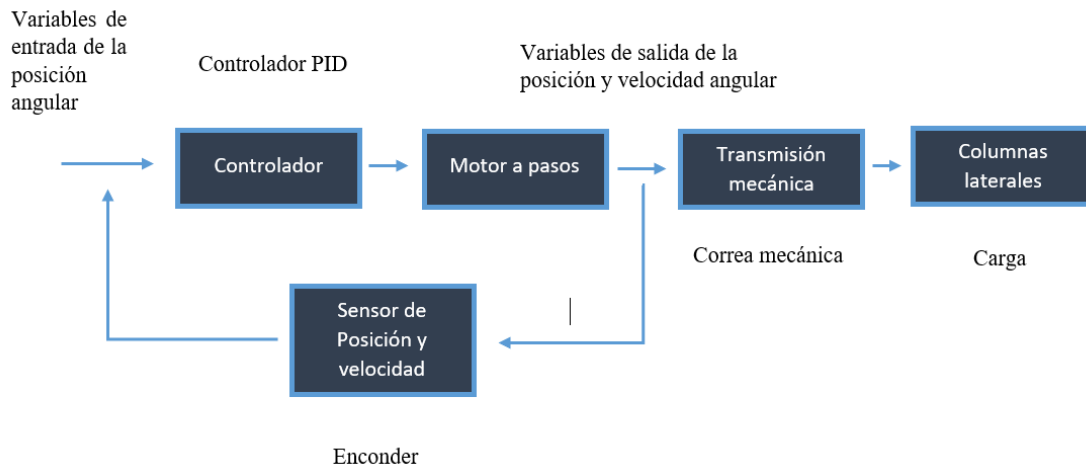 Variables de
entrada de la
posición
angular
Controlador PID
Variables de salida de la
posición y velocidad angular
Controlador
Motor a pasos
Transmisión
mecánica
Columnas
laterales
Correa mecánica
Carga
Sensor de
Posición y
velocidad
Enconder